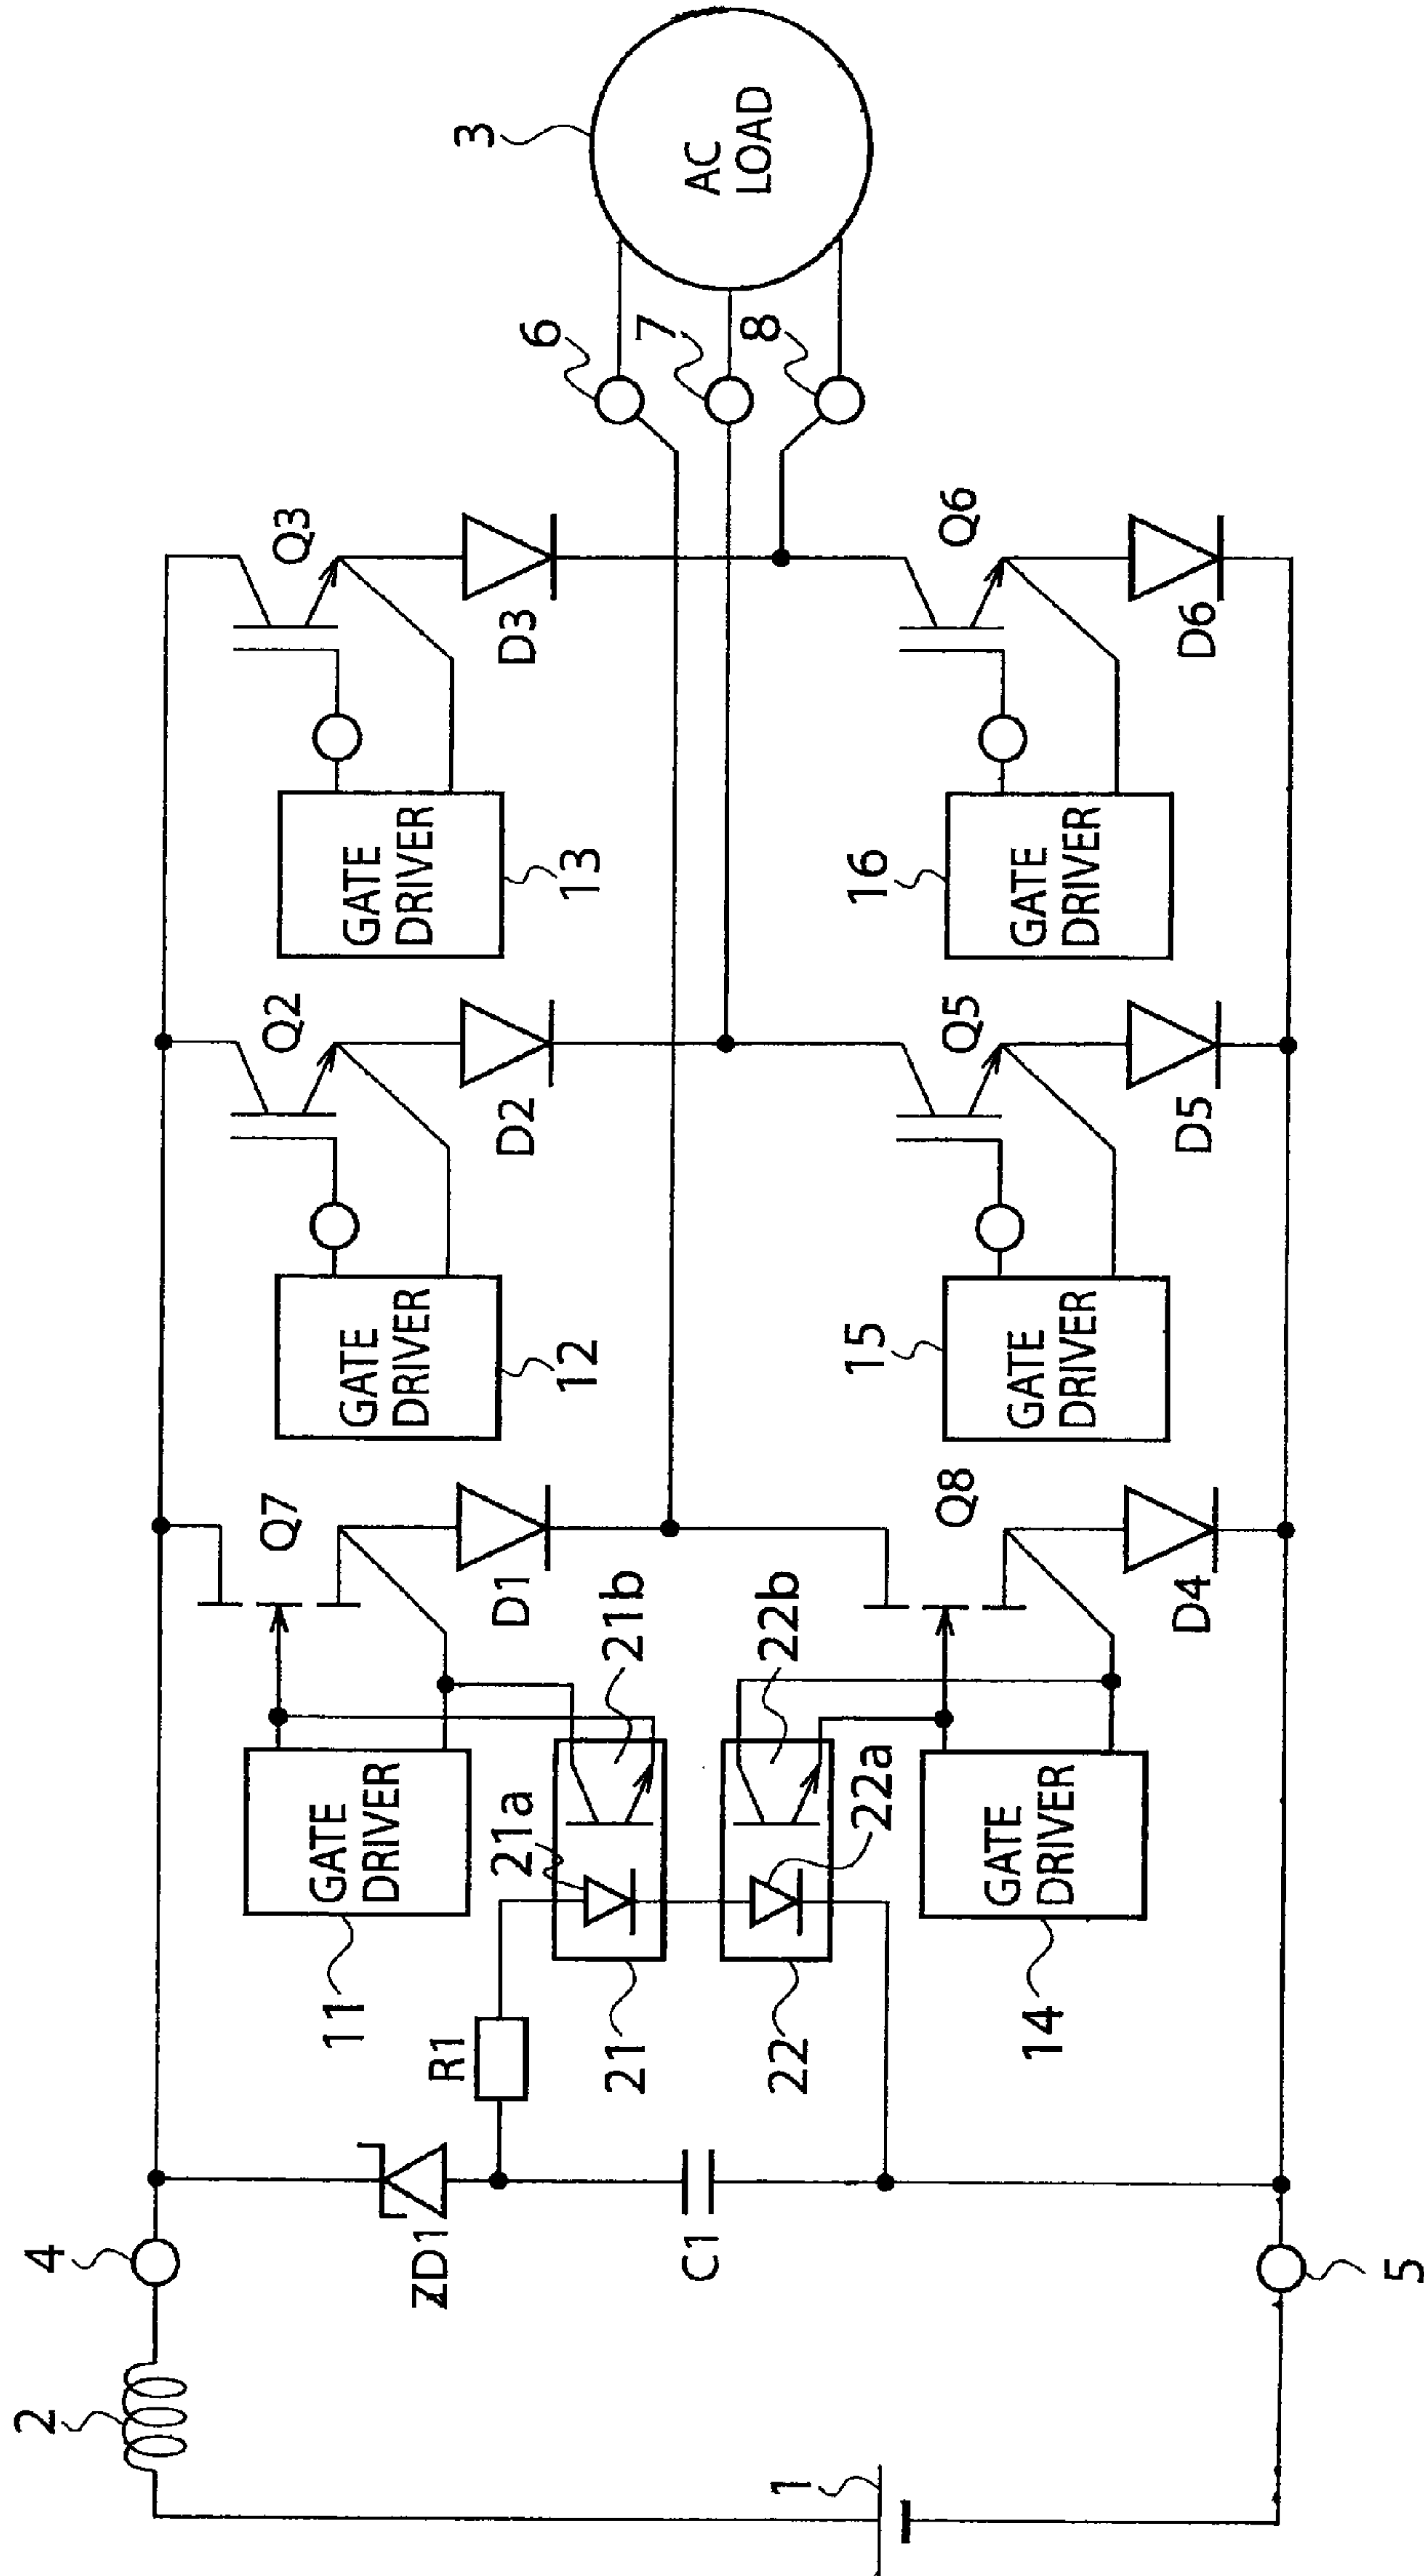 3
AC
LOAD
6
7
8
Q3
D3
GATE
DRIVER
13
Q6
D6
GATE
DRIVER
16
Q2
D2
GATE
DRIVER
12
Q5
D5
GATE
DRIVER
15
Q7
D1
GATE
DRIVER
11
21b
21a
21
22b
22a
22
Q8
D4
GATE
DRIVER
14
R1
ZD1
C1
4
5
2
1